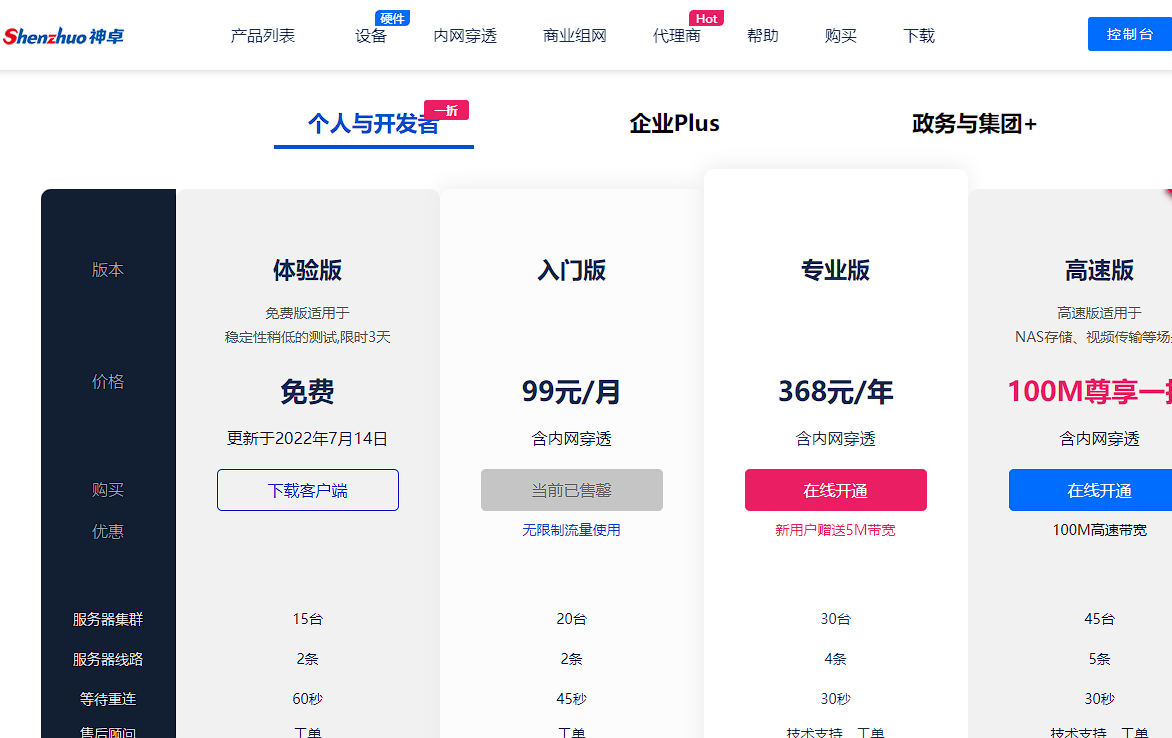 Shenzhuo 神卓
产品列表 设备 硬件 内网穿透 商业组网 代理商 Hot 帮助 购买 下载 控制台
个人与开发者 一折 企业Plus 政务与集团+
版本 体验版 入门版 专业版 高速版
免费版适用于 高速版适用于
稳定性稍低的测试,限时3天 NAS存储、视频传输等场
价格 免费 99元/月 368元/年 100M尊享一折
更新于2022年7月14日 含内网穿透 含内网穿透 含内网穿透
购买 下载客户端 当前已售罄 在线开通 在线开通
优惠 无限制流量使用 新用户赠送5M带宽 100M高速带宽
服务器集群 15台 20台 30台 45台
服务器线路 2条 2条 4条 5条
等待重连 60秒 45秒 30秒 30秒
售后顾问 工单 工单 技术支持、工单 技术支持、工单